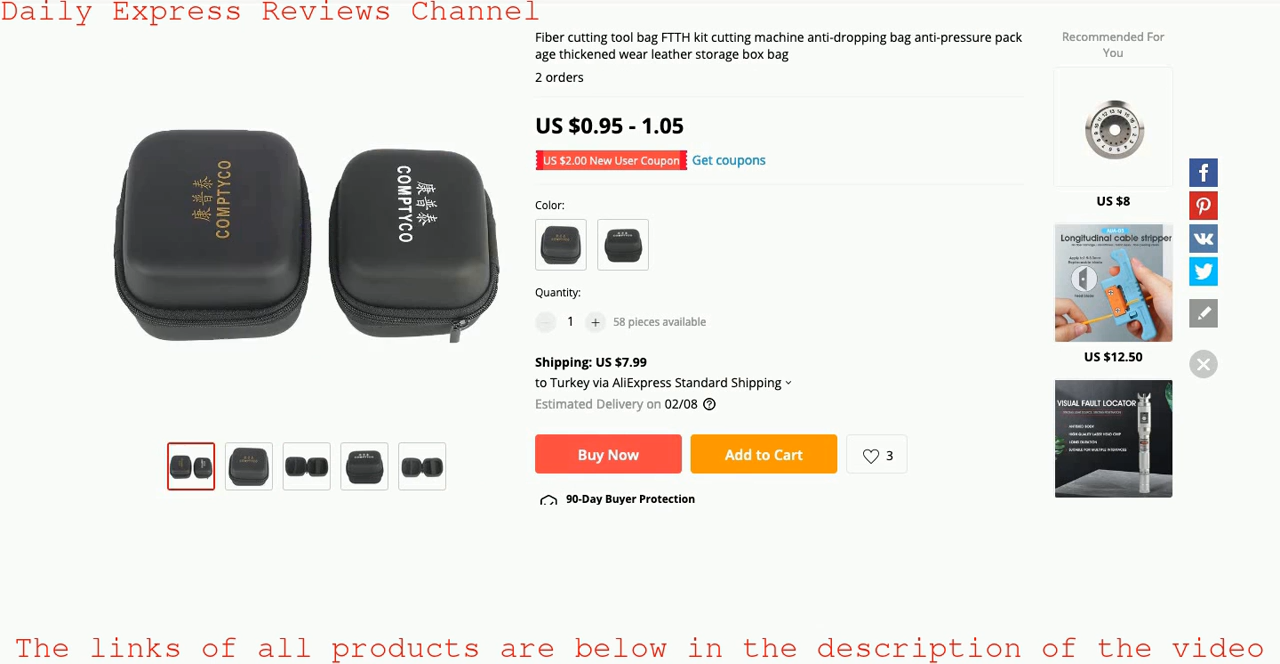 Daily Express Reviews Channel
Fiber cutting tool bag FTTH kit cutting machine anti-dropping bag anti-pressure pack
age thickened wear leather storage box bag
2 orders
US $0.95 - 1.05
US $2.00 New User Coupon Get coupons
Color:
Quantity:
1 + 58 pieces available
Shipping: US $7.99
to Turkey via AliExpress Standard Shipping
Estimated Delivery on 02/08
Buy Now
Add to Cart
3
90-Day Buyer Protection
康普泰
COMPTYCO
康普泰
COMPTYCO
Recommended For
You
US $8
Longitudinal cable stripper
US $12.50
VISUAL FAULT LOCATOR
The links of all products are below in the description of the video